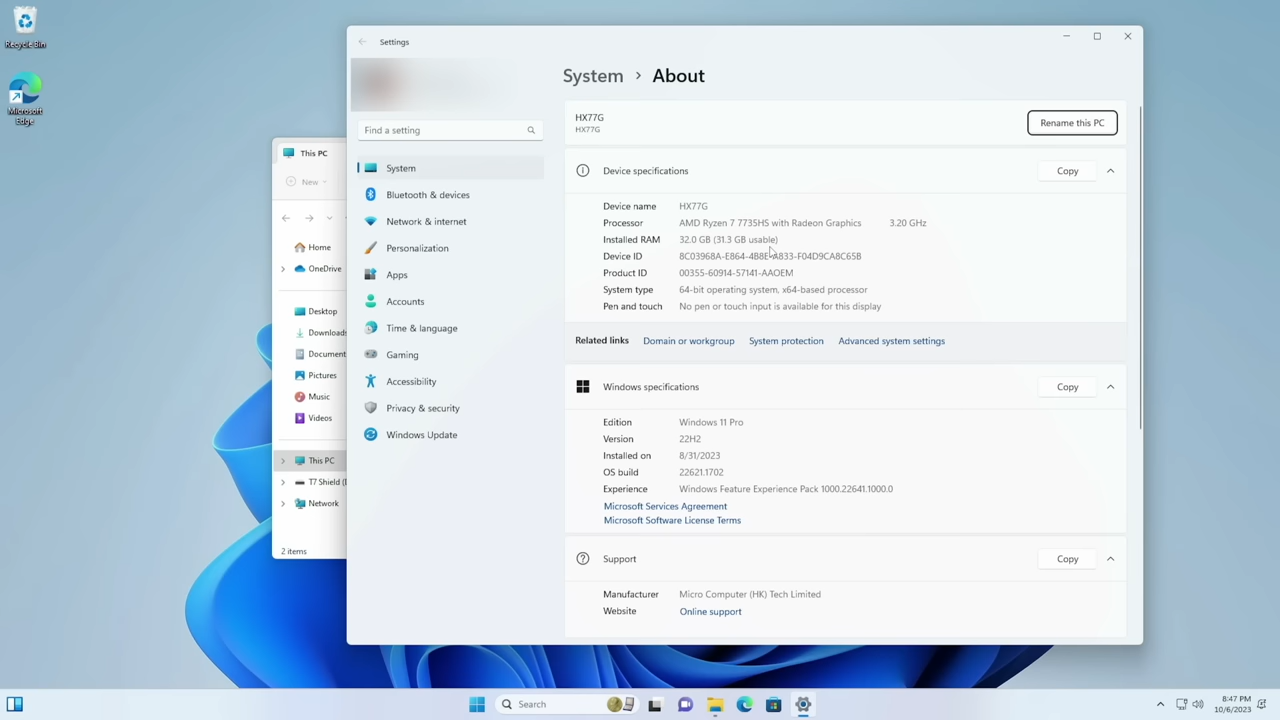 Recycle Bin
Microsoft
Edge
This PC
New
Home
OneDrive
Desktop
Downloads
Document
Pictures
Music
Videos
This PC
T7 Shield (
Network
2 items
Settings
Find a setting
System
Bluetooth & devices
Network & internet
Personalization
Apps
Accounts
Time & language
Gaming
Accessibility
Privacy & security
Windows Update
System › About
HX77G
HX77G
Rename this PC
Device specifications
Copy
Device name HX77G
Processor AMD Ryzen 7 7735HS with Radeon Graphics 3.20 GHz
Installed RAM 32.0 GB (31.3 GB usable)
Device ID 8C03968A-E864-4B8E-A833-F04D9CA8C65B
Product ID 00355-60914-57141-AAOEM
System type 64-bit operating system, x64-based processor
Pen and touch No pen or touch input is available for this display
Related links Domain or workgroup System protection Advanced system settings
Windows specifications
Copy
Edition Windows 11 Pro
Version 22H2
Installed on 8/31/2023
OS build 22621.1702
Experience Windows Feature Experience Pack 1000.22641.1000.0
Microsoft Services Agreement
Microsoft Software License Terms
Support
Copy
Manufacturer Micro Computer (HK) Tech Limited
Website Online support
Search
8:47 PM
10/6/2023